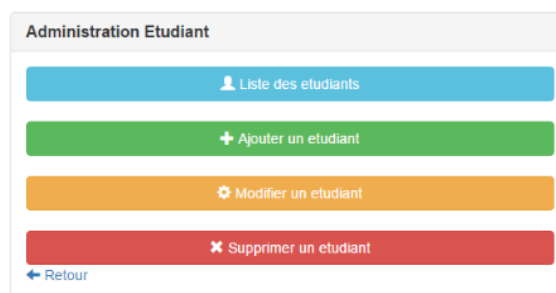 Administration Etudiant
Liste des etudiants
Ajouter un etudiant
Modifier un etudiant
Supprimer un etudiant
Retour